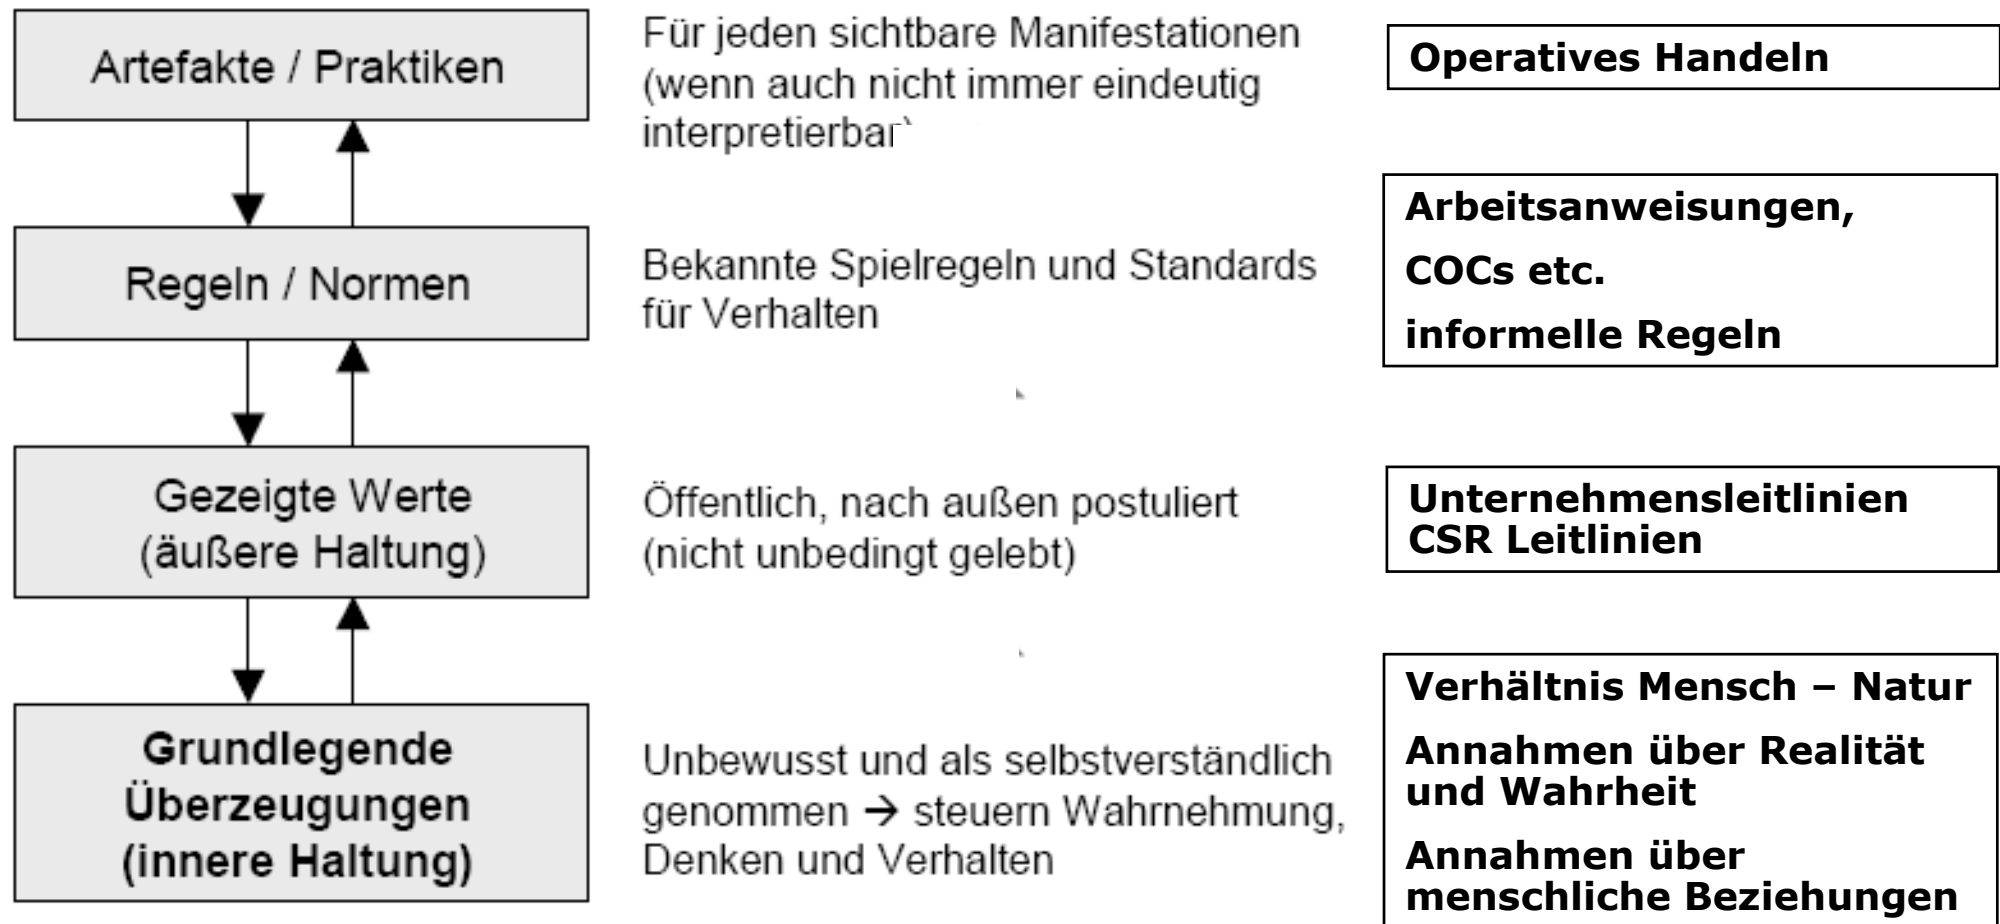 Artefakte / Praktiken
Für jeden sichtbare Manifestationen
(wenn auch nicht immer eindeutig
interpretierbar)
Operatives Handeln
Regeln / Normen
Bekannte Spielregeln und Standards
für Verhalten
Arbeitsanweisungen,
COCs etc.
informelle Regeln
Gezeigte Werte
(äußere Haltung)
Öffentlich, nach außen postuliert
(nicht unbedingt gelebt)
Unternehmensleitlinien
CSR Leitlinien
Grundlegende
Überzeugungen
(innere Haltung)
Unbewusst und als selbstverständlich
genommen → steuern Wahrnehmung,
Denken und Verhalten
Verhältnis Mensch – Natur
Annahmen über Realität
und Wahrheit
Annahmen über
menschliche Beziehungen